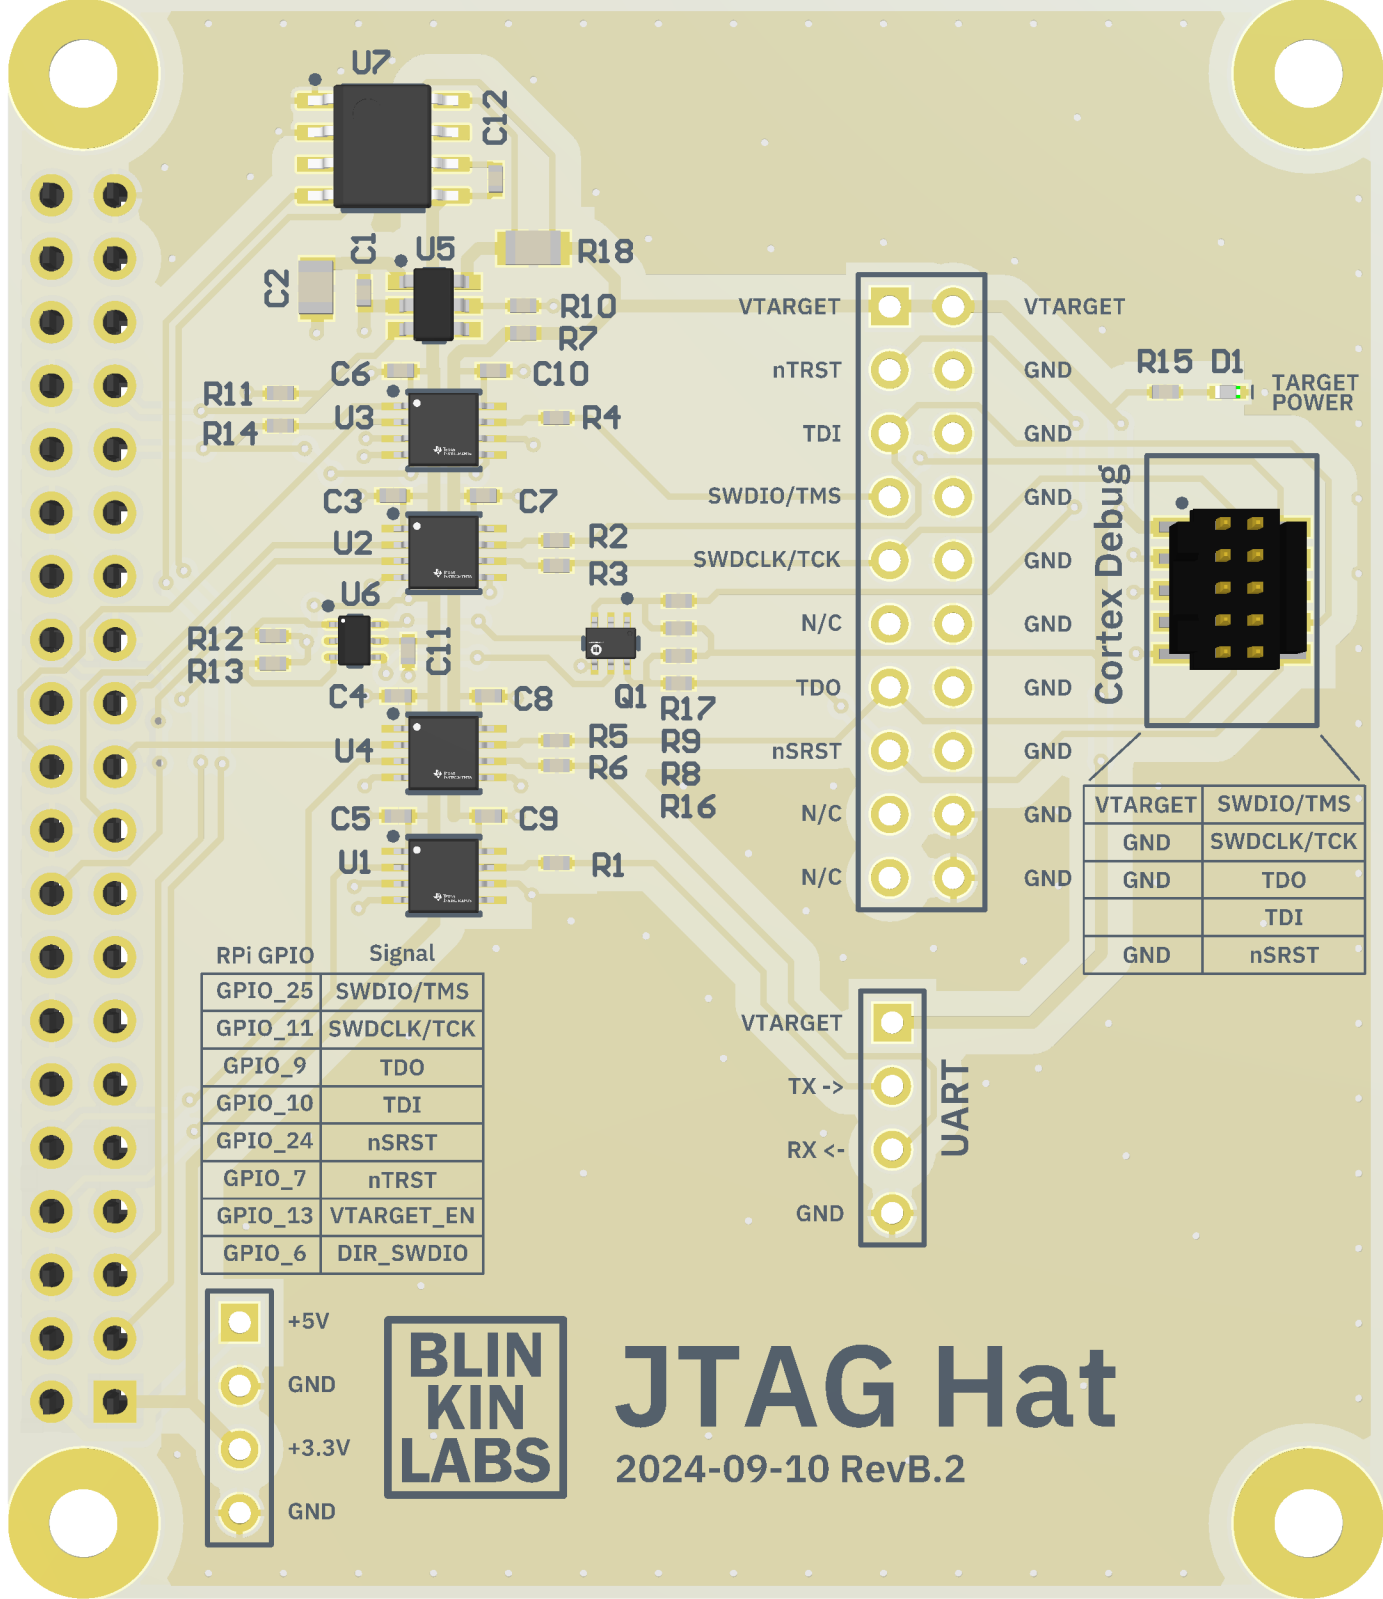 U7
C12
C1
U5
R18
C2
R10
R7
VTARGET
VTARGET
C6
C10
nTRST
GND
R15 D1
TARGET
POWER
R11
R14
U3
R4
TDI
GND
C3
C7
SWDIO/TMS
GND
Cortex Debug
U2
R2
R3
SWDCLK/TCK
GND
U6
R12
R13
C11
N/C
GND
C4
C8
Q1
TDO
GND
R17
R9
R8
R16
U4
R5
R6
nSRST
GND
C5
C9
N/C
GND
U1
R1
N/C
GND
VTARGET SWDIO/TMS
GND SWDCLK/TCK
GND TDO
TDI
GND nSRST
RPi GPIO Signal
GPIO_25 SWDIO/TMS
GPIO_11 SWDCLK/TCK
GPIO_9 TDO
GPIO_10 TDI
GPIO_24 nSRST
GPIO_7 nTRST
GPIO_13 VTARGET_EN
GPIO_6 DIR_SWDIO
VTARGET
TX ->
RX <-
GND
UART
+5V
GND
+3.3V
GND
BLIN
KIN
LABS
JTAG Hat
2024-09-10 RevB.2